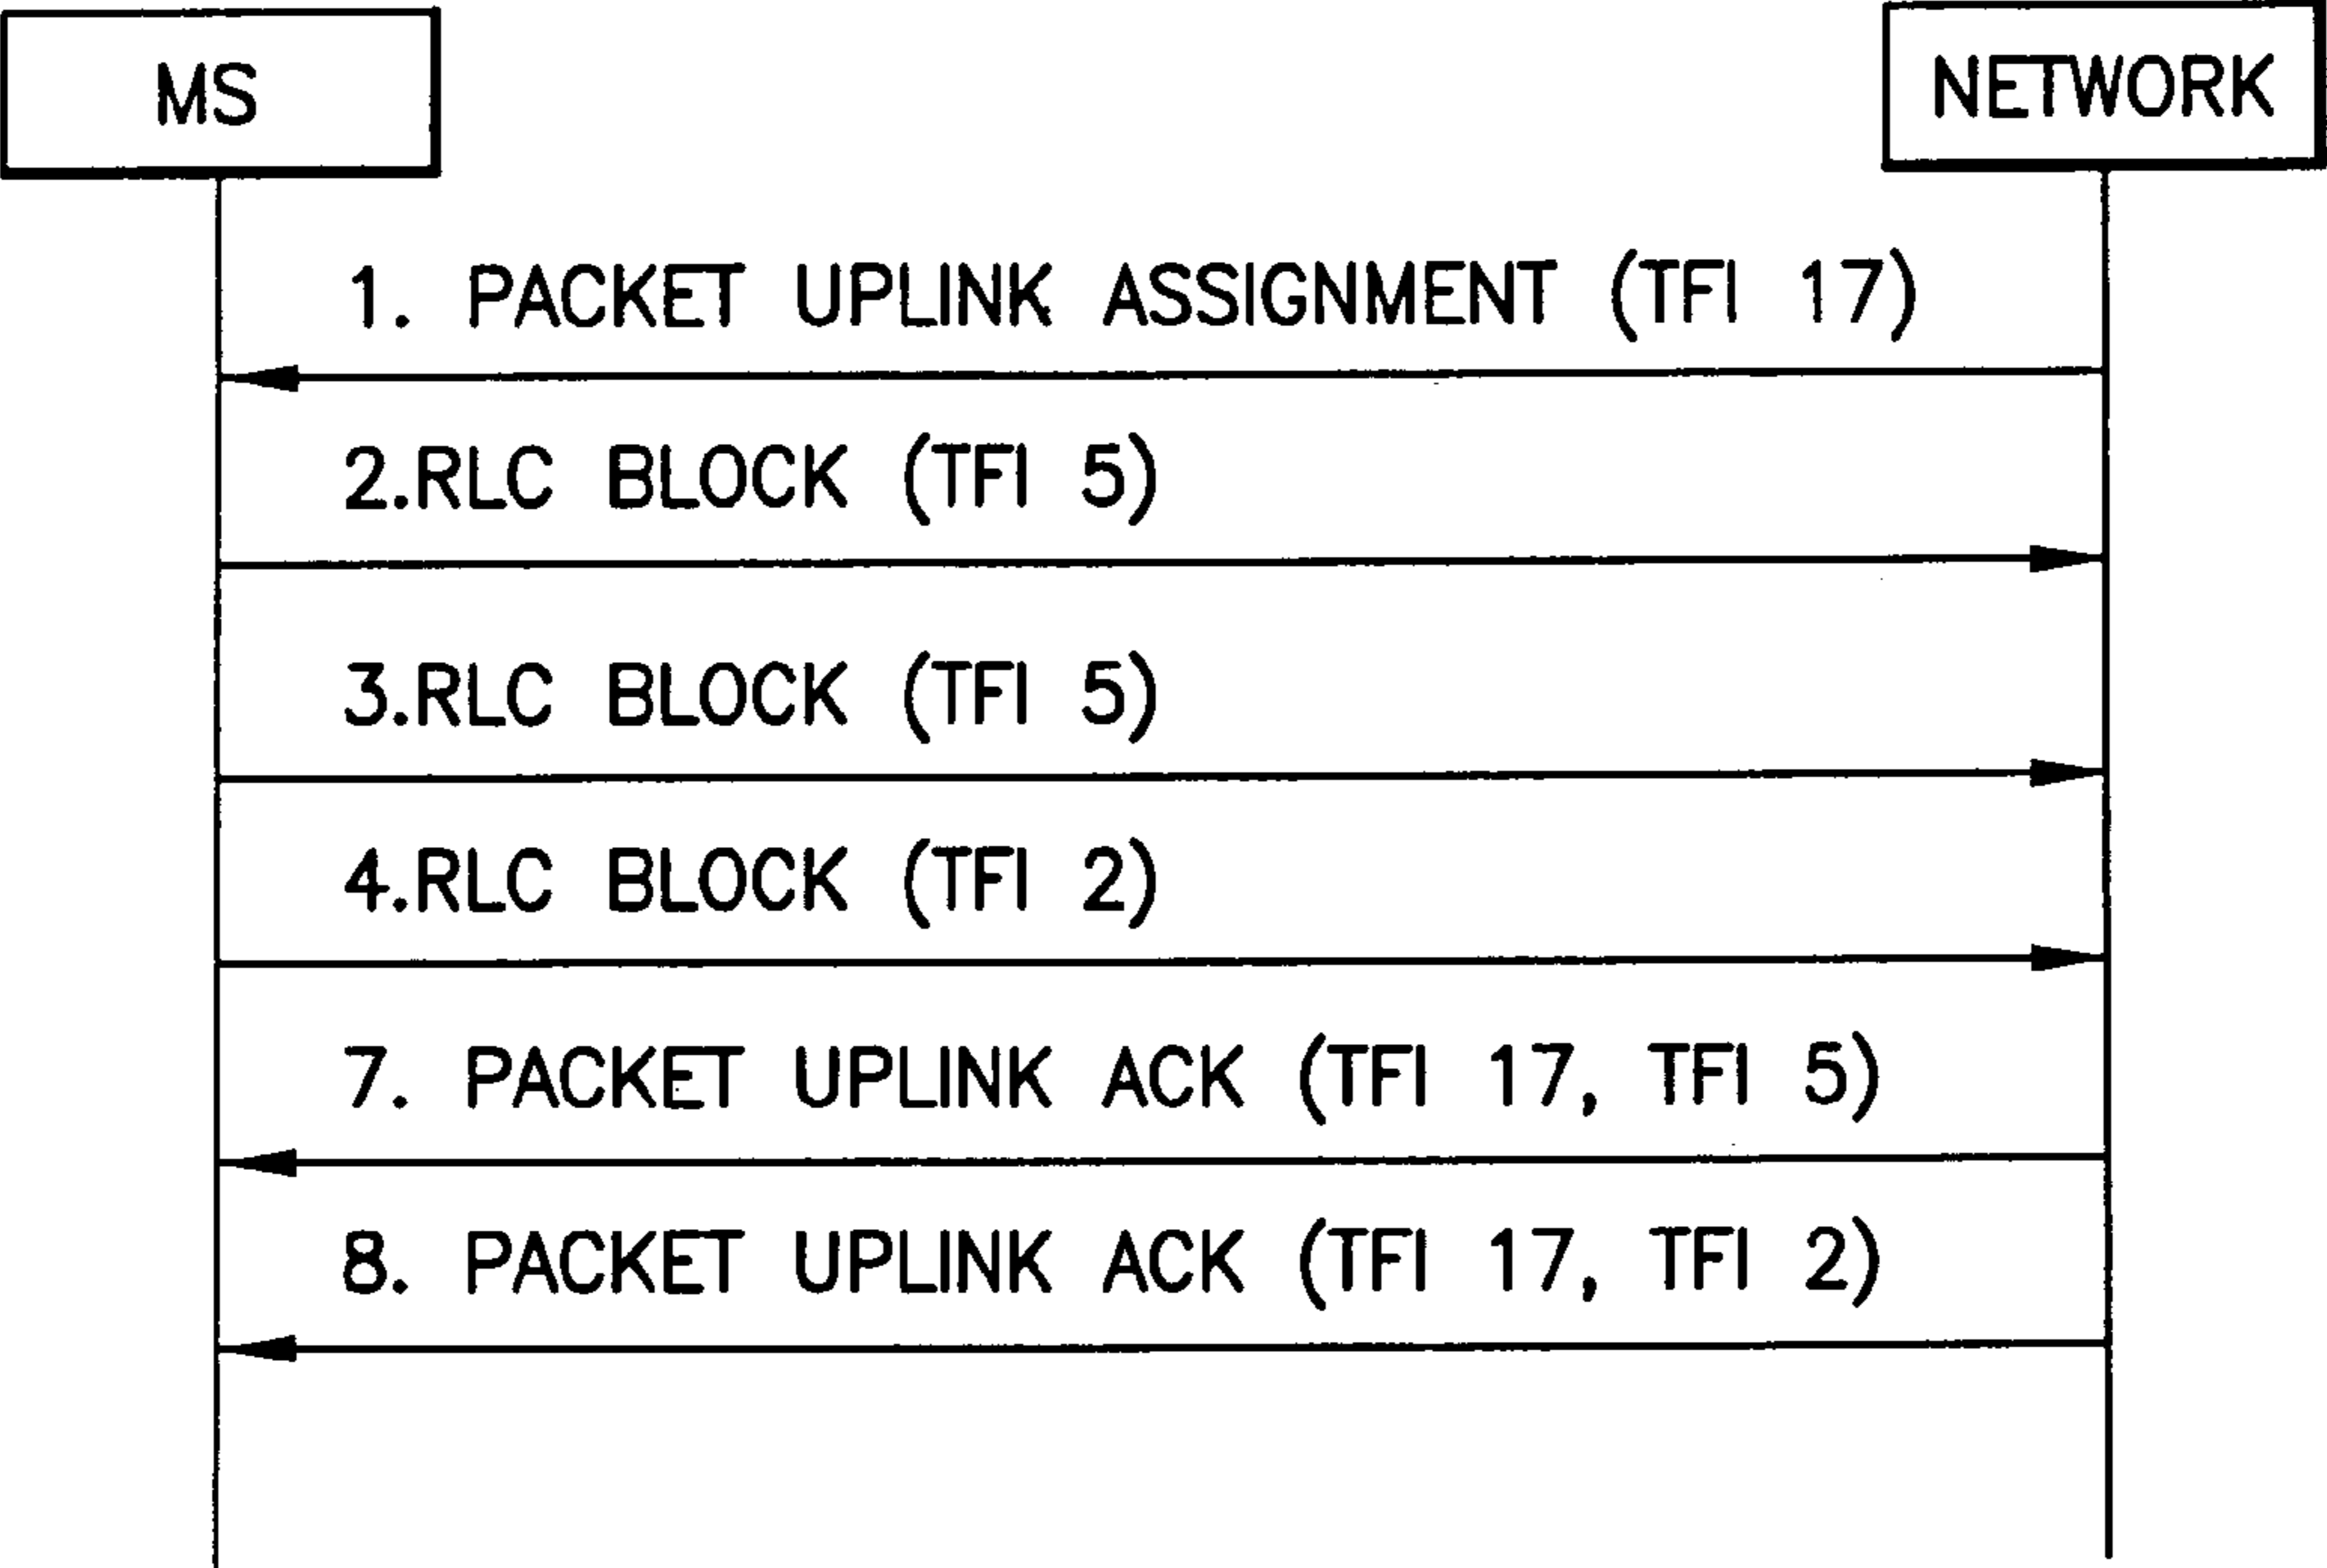 MS
NETWORK
1. PACKET UPLINK ASSIGNMENT (TFI 17)
2.RLC BLOCK (TFI 5)
3.RLC BLOCK (TFI 5)
4.RLC BLOCK (TFI 2)
7. PACKET UPLINK ACK (TFI 17, TFI 5)
8. PACKET UPLINK ACK (TFI 17, TFI 2)